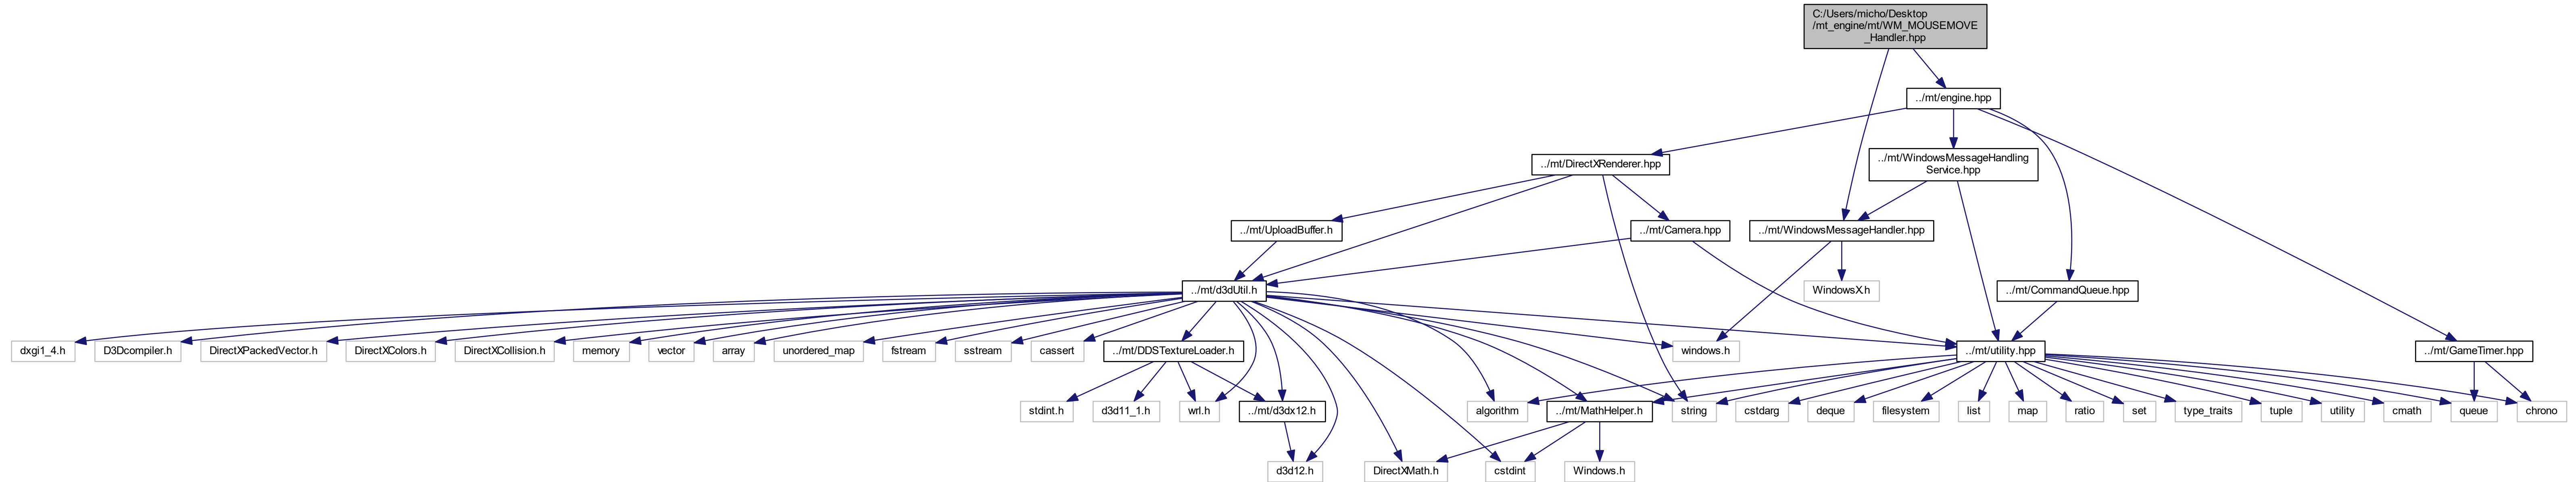 C:/Users/micho/Desktop
/mt_engine/mt/WM_MOUSEMOVE
_Handler.hpp
../mt/engine.hpp
../mt/DirectXRenderer.hpp
../mt/WindowsMessageHandling
Service.hpp
../mt/UploadBuffer.h
../mt/Camera.hpp
../mt/WindowsMessageHandler.hpp
../mt/d3dUtil.h
WindowsX.h
../mt/CommandQueue.hpp
dxgi1_4.h
D3Dcompiler.h
DirectXPackedVector.h
DirectXColors.h
DirectXCollision.h
memory
vector
array
unordered_map
fstream
sstream
cassert
../mt/DDSTextureLoader.h
windows.h
../mt/utility.hpp
../mt/GameTimer.hpp
stdint.h
d3d11_1.h
wrl.h
../mt/d3dx12.h
algorithm
../mt/MathHelper.h
string
cstdarg
deque
filesystem
list
map
ratio
set
type_traits
tuple
utility
cmath
queue
chrono
d3d12.h
DirectXMath.h
cstdint
Windows.h